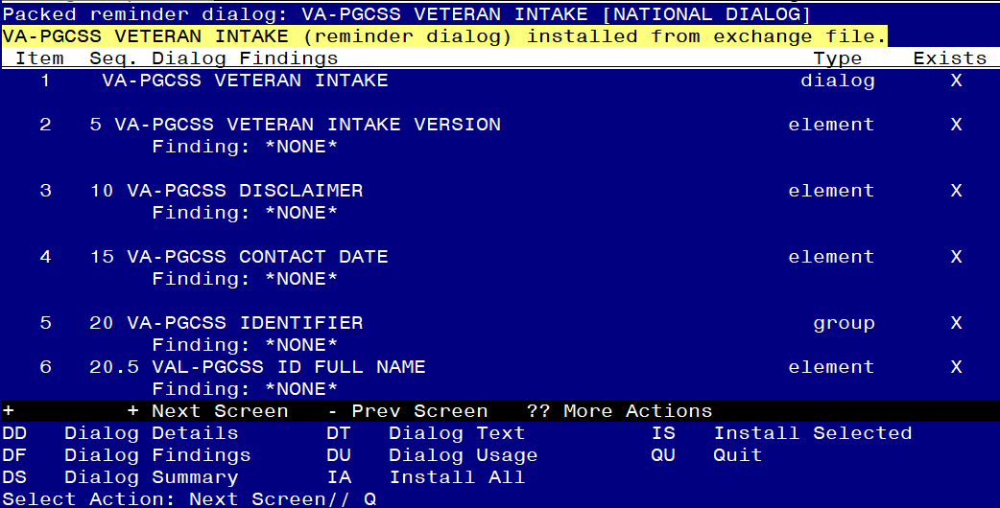 Packed reminder dialog: VA-PGCSS VETERAN INTAKE [NATIONAL DIALOG]
VA-PGCSS VETERAN INTAKE (reminder dialog) installed from exchange file.
Item Seq. Dialog Findings Type Exists
1 VA-PGCSS VETERAN INTAKE dialog X
2 5 VA-PGCSS VETERAN INTAKE VERSION element X
Finding: *NONE*
3 10 VA-PGCSS DISCLAIMER element X
Finding: *NONE*
4 15 VA-PGCSS CONTACT DATE element X
Finding: *NONE*
5 20 VA-PGCSS IDENTIFIER group X
Finding: *NONE*
6 20.5 VAL-PGCSS ID FULL NAME element X
Finding: *NONE*
+ + Next Screen - Prev Screen ?? More Actions
DD Dialog Details DT Dialog Text IS Install Selected
DF Dialog Findings DU Dialog Usage QU Quit
DS Dialog Summary IA Install All
Select Action: Next Screen// Q